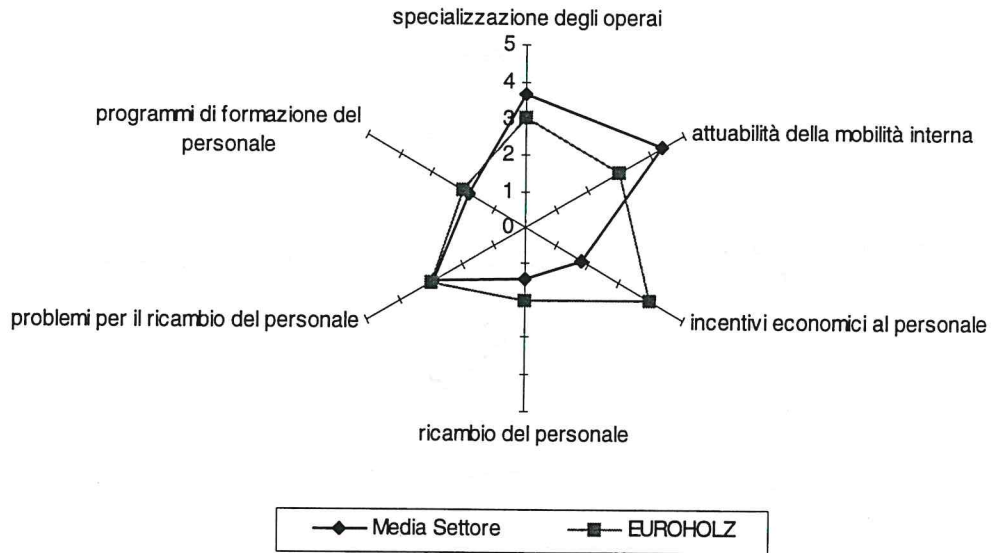 specializzazione degli operai
5
4
3
2
1
0
programmi di formazione del
personale
attuabilità della mobilità interna
problemi per il ricambio del personale
incentivi economici al personale
ricambio del personale
Media Settore
EUROHOLZ